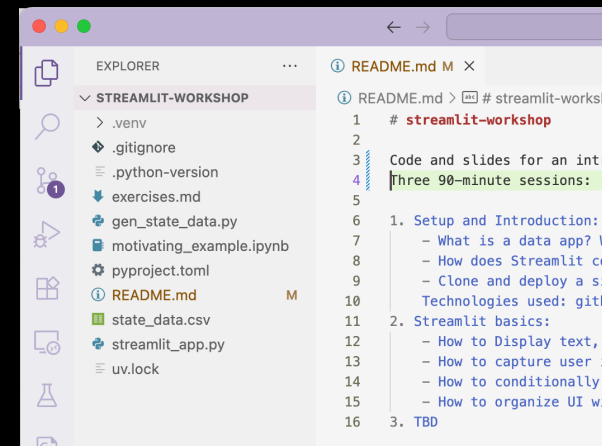 EXPLORER
STREAMLIT-WORKSHOP
.venv
.gitignore
.python-version
exercises.md
gen_state_data.py
motivating_example.ipynb
pyproject.toml
README.md M
state_data.csv
streamlit_app.py
uv.lock
1
README.md M
README.md > abc # streamlit-works
1 # streamlit-workshop
2
3 Code and slides for an int
4 Three 90-minute sessions:
5
6 1. Setup and Introduction:
7 - What is a data app? W
8 - How does Streamlit co
9 - Clone and deploy a s
10 Technologies used: gith
11 2. Streamlit basics:
12 - How to Display text,
13 - How to capture user
14 - How to conditionally
15 - How to organize UI w
16 3. TBD